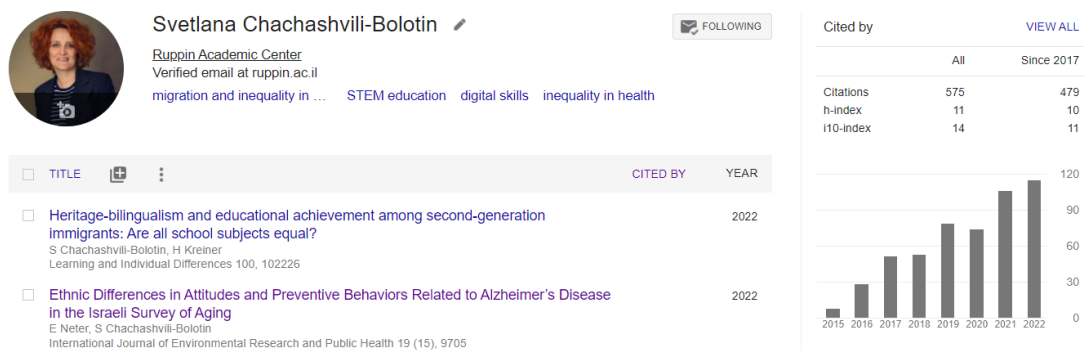 Svetlana Chachashvili-Bolotin
FOLLOWING
Ruppin Academic Center
Verified email at ruppin.ac.il
migration and inequality in … STEM education digital skills inequality in health
TITLE CITED BY YEAR
Heritage-bilingualism and educational achievement among second-generation
immigrants: Are all school subjects equal?
S Chachashvili-Bolotin, H Kreiner
Learning and Individual Differences 100, 102226
2022
Ethnic Differences in Attitudes and Preventive Behaviors Related to Alzheimer’s Disease
in the Israeli Survey of Aging
E Neter, S Chachashvili-Bolotin
International Journal of Environmental Research and Public Health 19 (15), 9705
2022
Cited by VIEW ALL
All Since 2017
Citations 575 479
h-index 11 10
i10-index 14 11
120
90
60
30
0
2015 2016 2017 2018 2019 2020 2021 2022